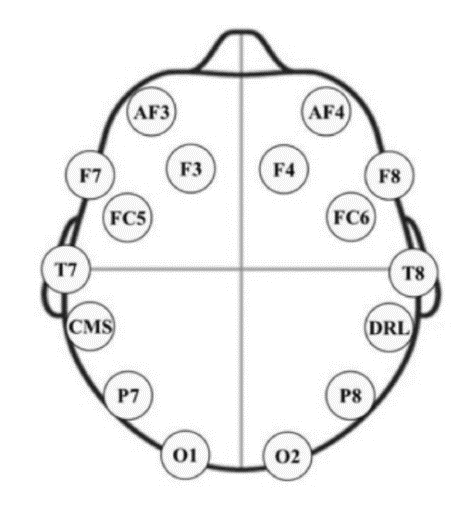 AF3 AF4
F7 F3 F4 F8
FC5 FC6
T7 T8
CMS DRL
P7 P8
O1 O2